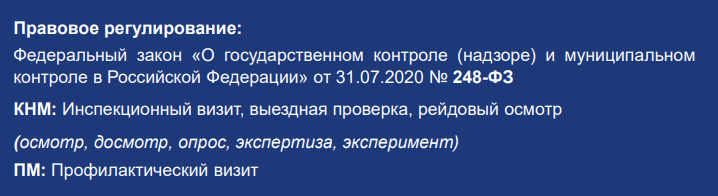 Правовое регулирование:
Федеральный закон «О государственном контроле (надзоре) и муниципальном
контроле в Российской Федерации» от 31.07.2020 № 248-ФЗ
КНМ: Инспекционный визит, выездная проверка, рейдовый осмотр
(осмотр, досмотр, опрос, экспертиза, эксперимент)
ПМ: Профилактический визит